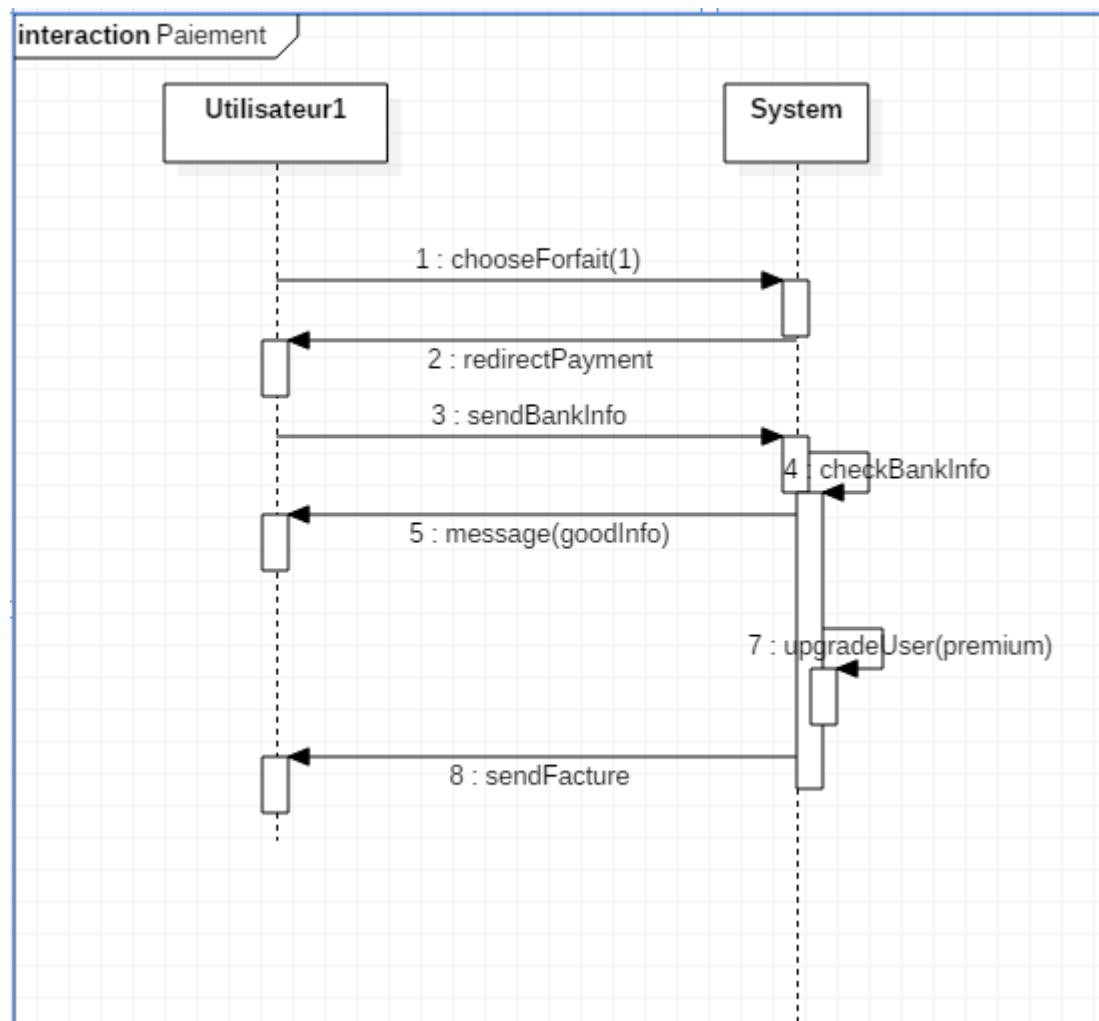 interaction Paiement
Utilisateur1
System
1 : chooseForfait(1)
2 : redirectPayment
3 : sendBankInfo
4 : checkBankInfo
5 : message(goodInfo)
7 : upgradeUser(premium)
8 : sendFacture